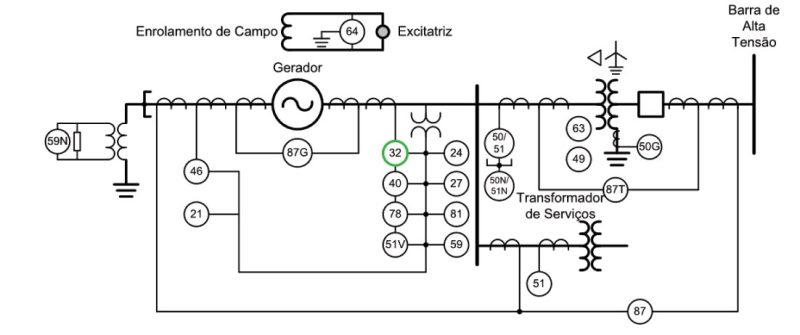 Barra de
Alta
Tensão
Enrolamento de Campo
64
Excitatriz
Gerador
59N
87G
46
21
32
24
40
27
78
81
51V
59
50/
51
50N/
51N
63
49
50G
87T
Transformador
de Serviços
51
87